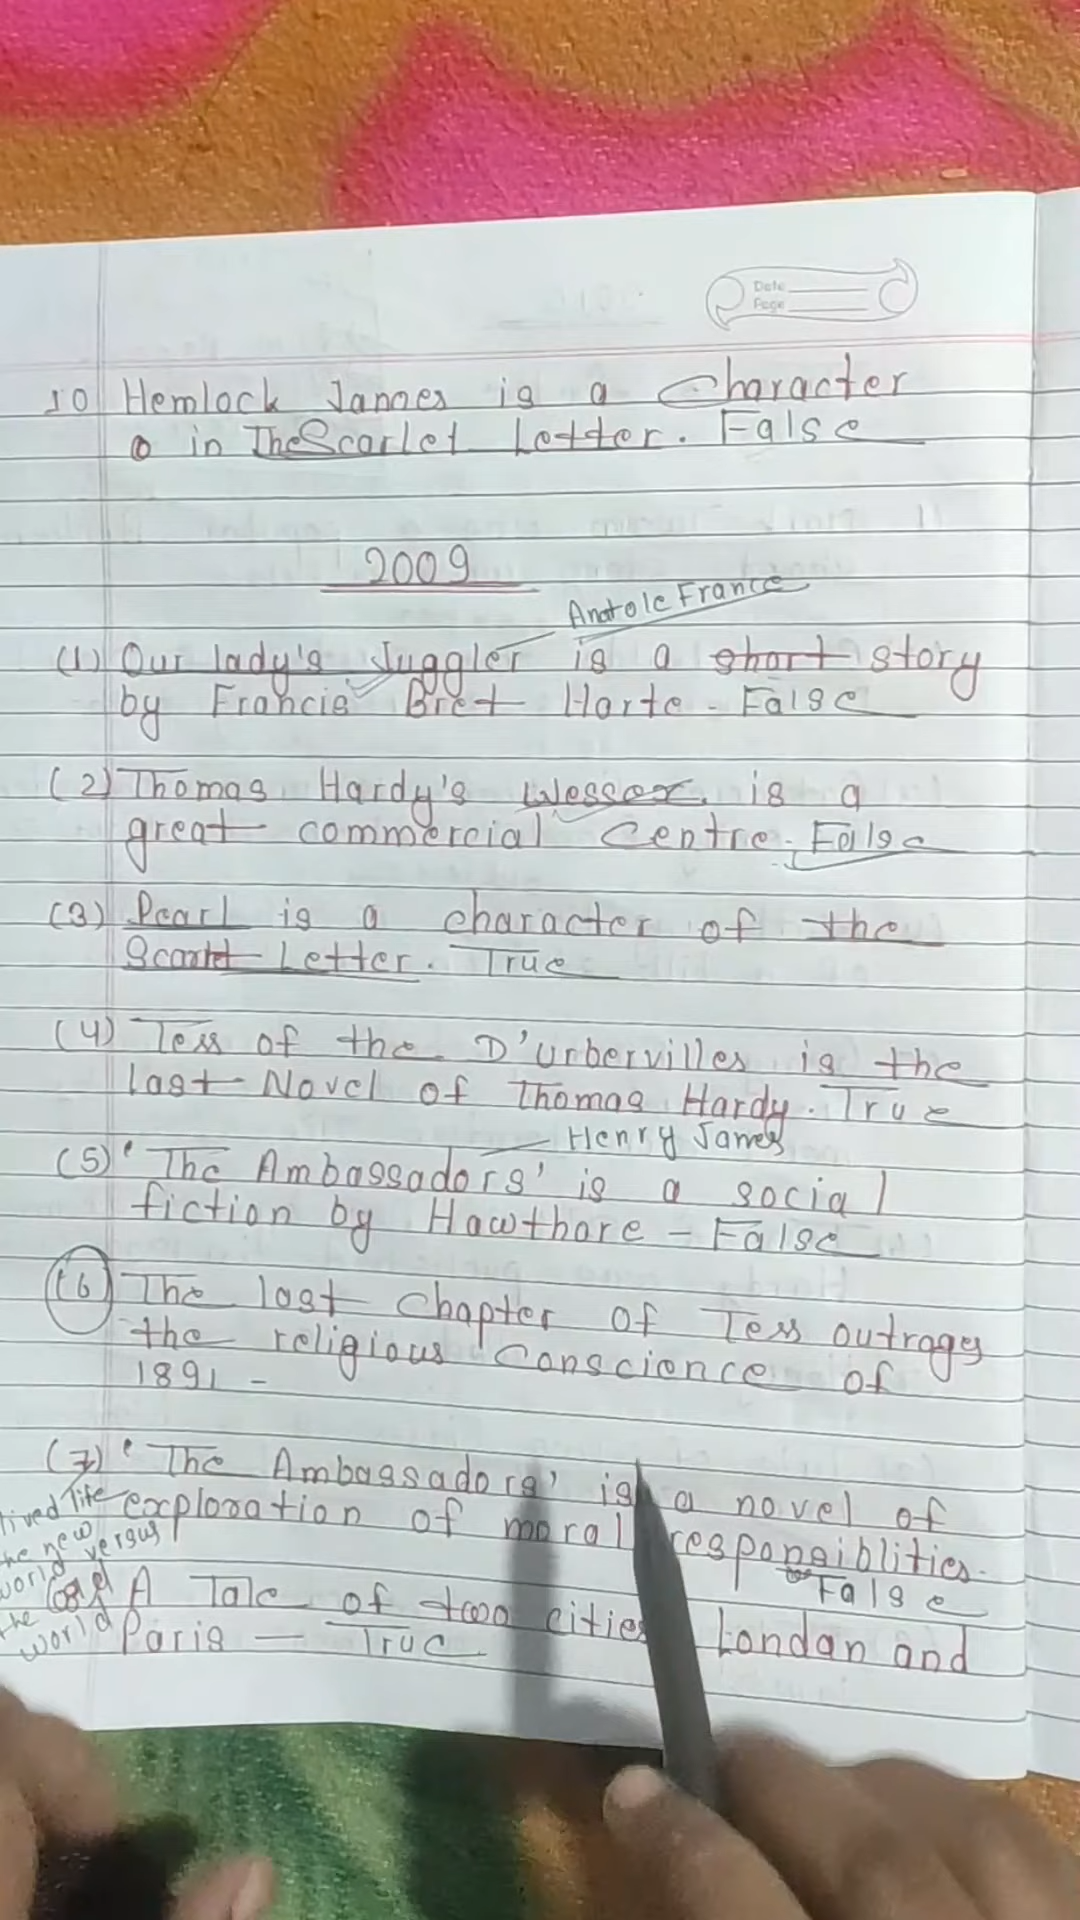 Date
Page
10 Hemlock James is a Character
in The Scarlet Letter. False
2009
Anatole France
(1) Our lady's Juggler is a short story
by Francis Bret Harte - False
(2) Thomas Hardy's Wessex is a
great commercial Centre. False
(3) Pearl is a character of the
Scarlet Letter. True
(4) Tess of the D'urbervilles is the
last Novel of Thomas Hardy. True
Henry James
(5) 'The Ambassadors' is a social
fiction by Hawthore - False
(6) The last Chapter of Tess outrages
the religious Conscience of
1891 -
(7) 'The Ambassadors' is a novel of
exploration of moral responsiblities.
False
lived life
the new
world versus
the old
world
A Tale of two cities London and
Paris - True